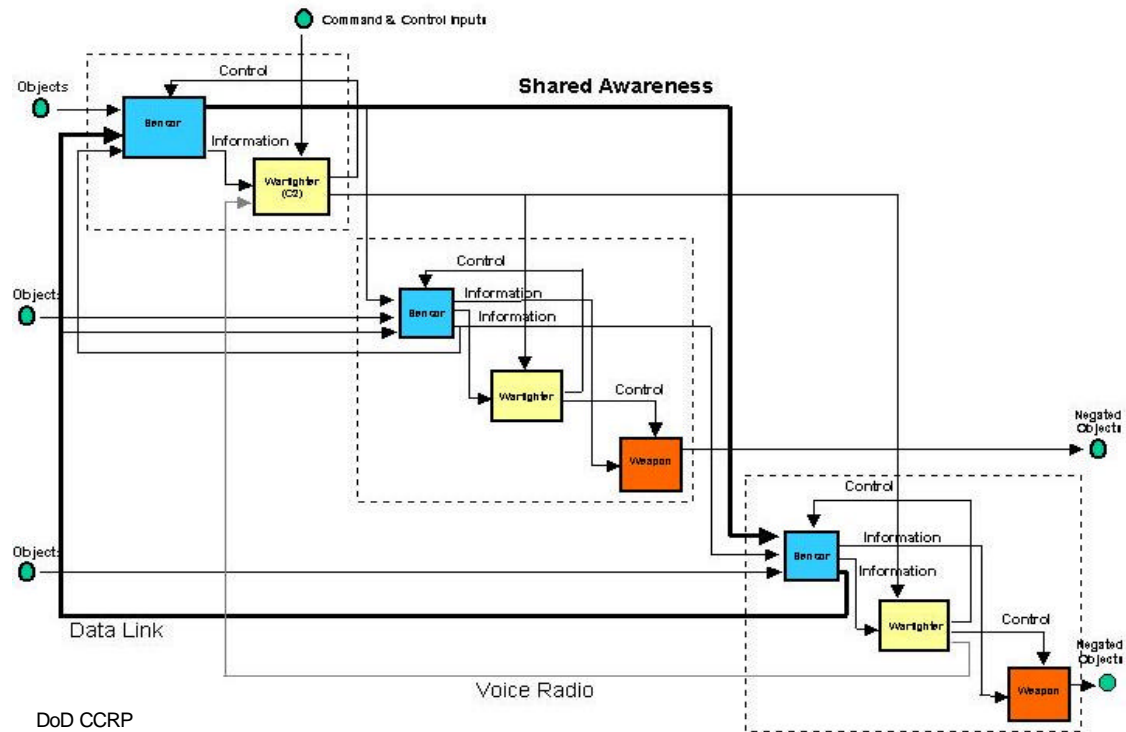 Command & Control Inputs
Control
Shared Awareness
Objects
Sensor
Information
Warfighter
(C2)
Control
Objects
Information
Sensor
Information
Warfighter
Control
Negated
Objects
Weapon
Control
Sensor
Information
Objects
Information
Warfighter
Control
Data Link
Negated
Objects
Voice Radio
Weapon
DoD CCRP